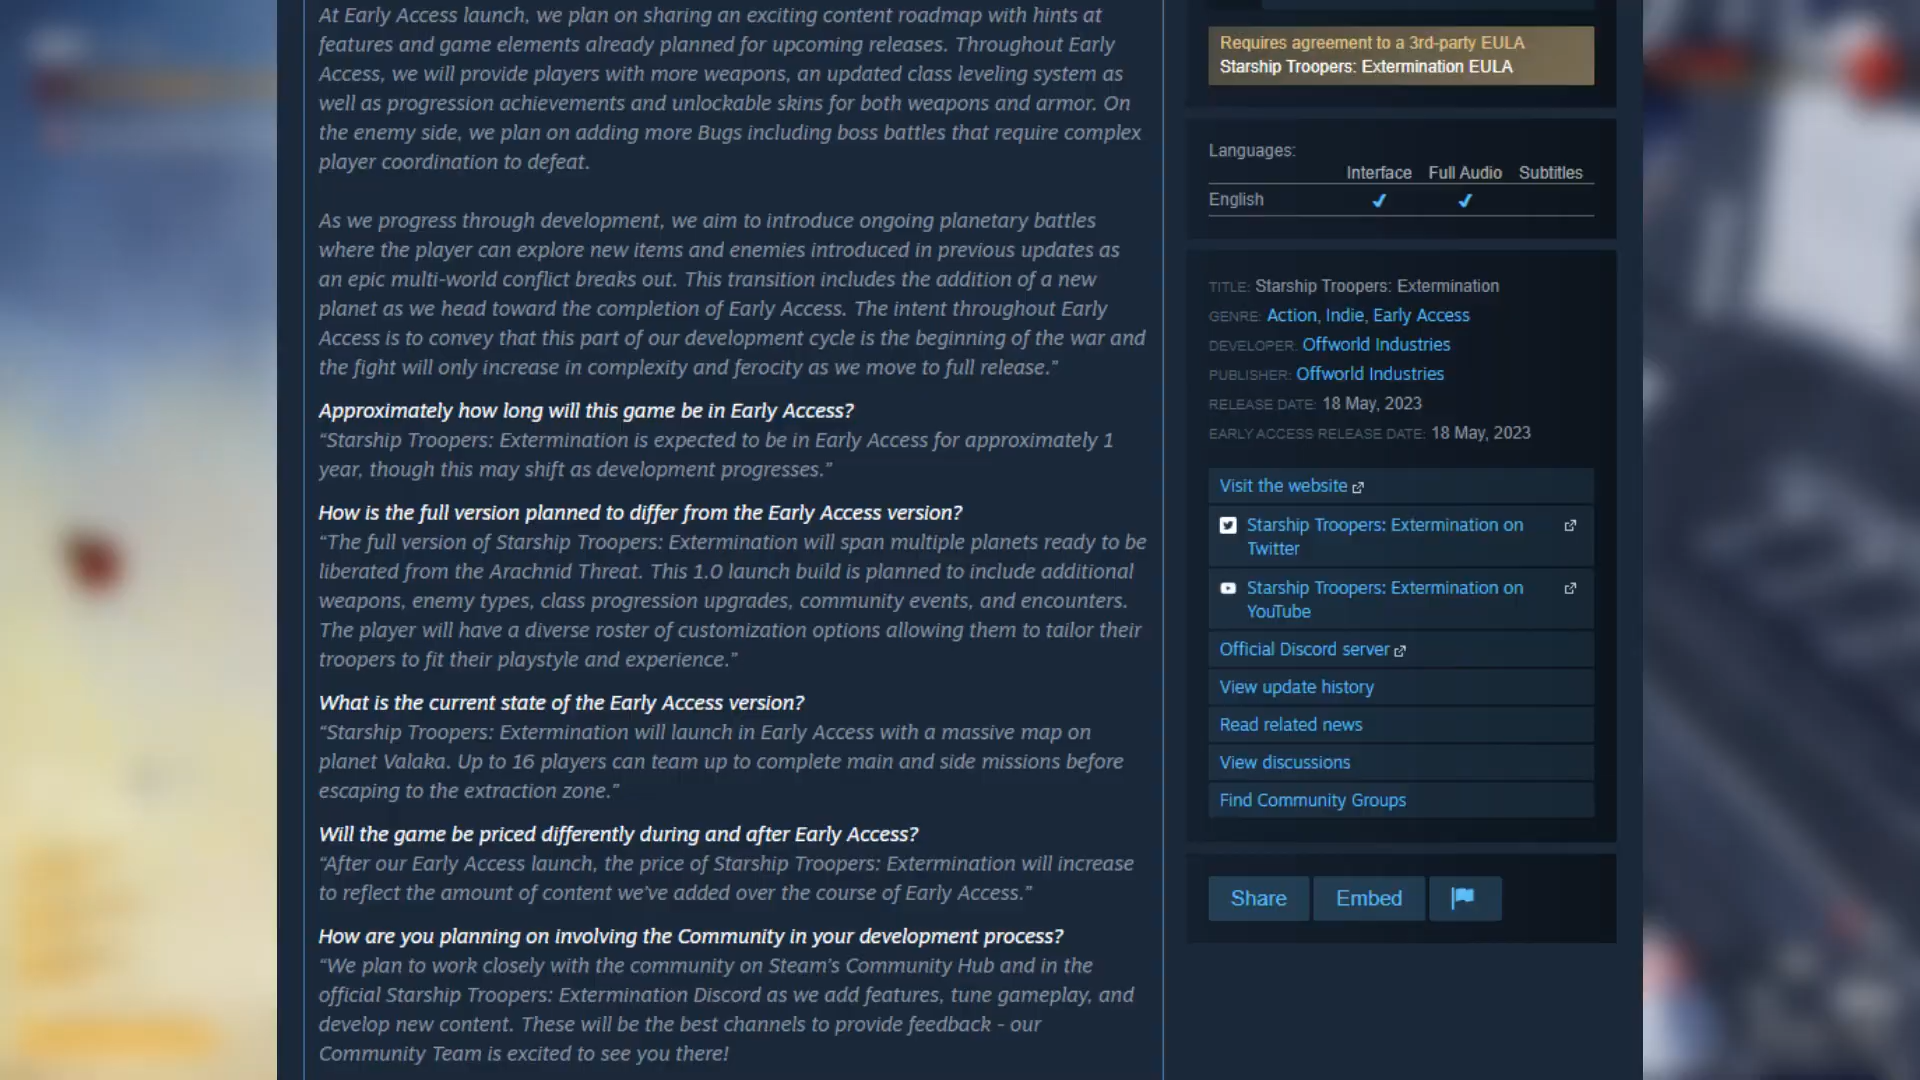 At Early Access launch, we plan on sharing an exciting content roadmap with hints at
features and game elements already planned for upcoming releases. Throughout Early
Access, we will provide players with more weapons, an updated class leveling system as
well as progression achievements and unlockable skins for both weapons and armor. On
the enemy side, we plan on adding more Bugs including boss battles that require complex
player coordination to defeat.
As we progress through development, we aim to introduce ongoing planetary battles
where the player can explore new items and enemies introduced in previous updates as
an epic multi-world conflict breaks out. This transition includes the addition of a new
planet as we head toward the completion of Early Access. The intent throughout Early
Access is to convey that this part of our development cycle is the beginning of the war and
the fight will only increase in complexity and ferocity as we move to full release.”
Approximately how long will this game be in Early Access?
“Starship Troopers: Extermination is expected to be in Early Access for approximately 1
year, though this may shift as development progresses.”
How is the full version planned to differ from the Early Access version?
“The full version of Starship Troopers: Extermination will span multiple planets ready to be
liberated from the Arachnid Threat. This 1.0 launch build is planned to include additional
weapons, enemy types, class progression upgrades, community events, and encounters.
The player will have a diverse roster of customization options allowing them to tailor their
troopers to fit their playstyle and experience.”
What is the current state of the Early Access version?
“Starship Troopers: Extermination will launch in Early Access with a massive map on
planet Valaka. Up to 16 players can team up to complete main and side missions before
escaping to the extraction zone.”
Will the game be priced differently during and after Early Access?
“After our Early Access launch, the price of Starship Troopers: Extermination will increase
to reflect the amount of content we’ve added over the course of Early Access.”
How are you planning on involving the Community in your development process?
“We plan to work closely with the community on Steam’s Community Hub and in the
official Starship Troopers: Extermination Discord as we add features, tune gameplay, and
develop new content. These will be the best channels to provide feedback - our
Community Team is excited to see you there!
Requires agreement to a 3rd-party EULA
Starship Troopers: Extermination EULA
Languages:
Interface Full Audio Subtitles
English ✔ ✔
TITLE: Starship Troopers: Extermination
GENRE: Action, Indie, Early Access
DEVELOPER: Offworld Industries
PUBLISHER: Offworld Industries
RELEASE DATE: 18 May, 2023
EARLY ACCESS RELEASE DATE: 18 May, 2023
Visit the website
Starship Troopers: Extermination on
Twitter
Starship Troopers: Extermination on
YouTube
Official Discord server
View update history
Read related news
View discussions
Find Community Groups
Share Embed